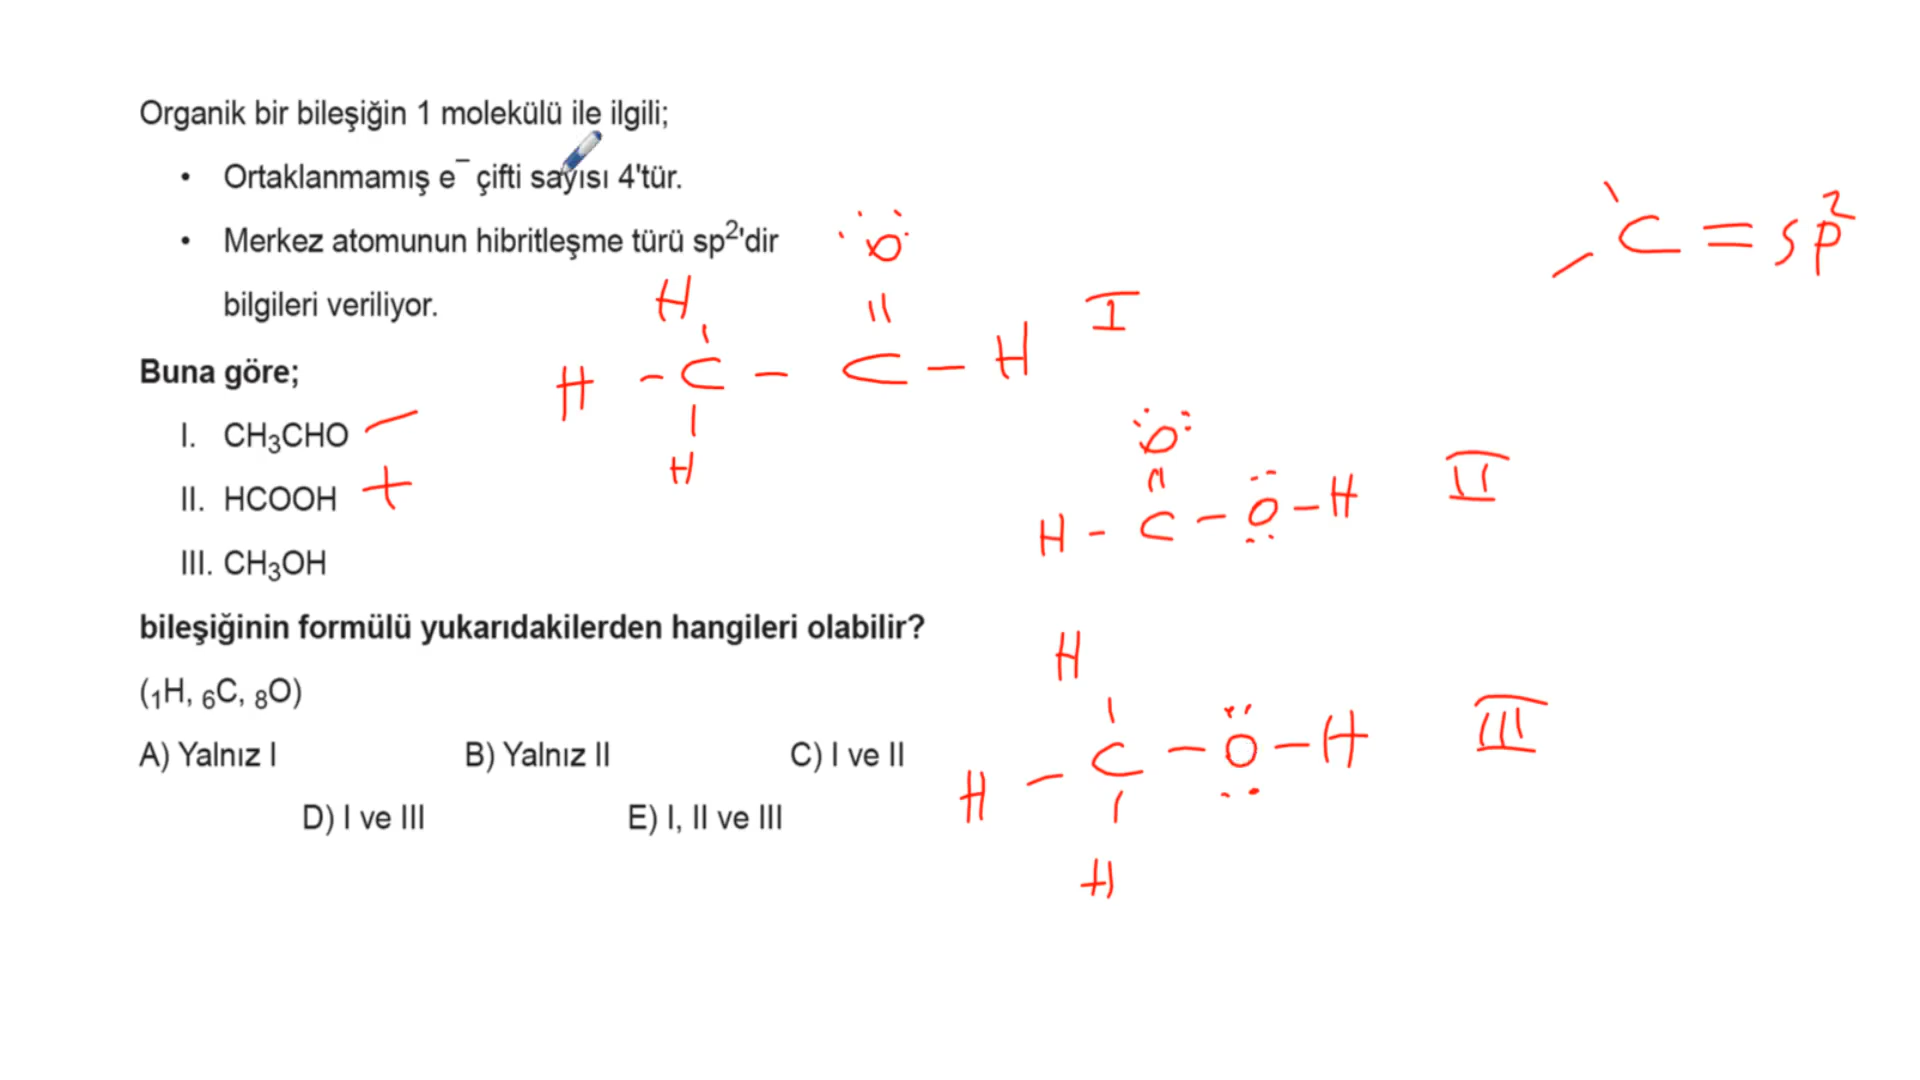 Organik bir bileşiğin 1 molekülü ile ilgili;
• Ortaklanmamış e⁻ çifti sayısı 4'tür.
• Merkez atomunun hibritleşme türü sp²'dir
bilgileri veriliyor.
Buna göre;
I. CH₃CHO −
II. HCOOH +
III. CH₃OH
bileşiğinin formülü yukarıdakilerden hangileri olabilir?
(₁H, ₆C, ₈O)
A) Yalnız I B) Yalnız II C) I ve II
D) I ve III E) I, II ve III
C = sp²
O
H =
H - C - C - H I
H
O
=
H - C - O - H II
H
H - C - O - H III
H